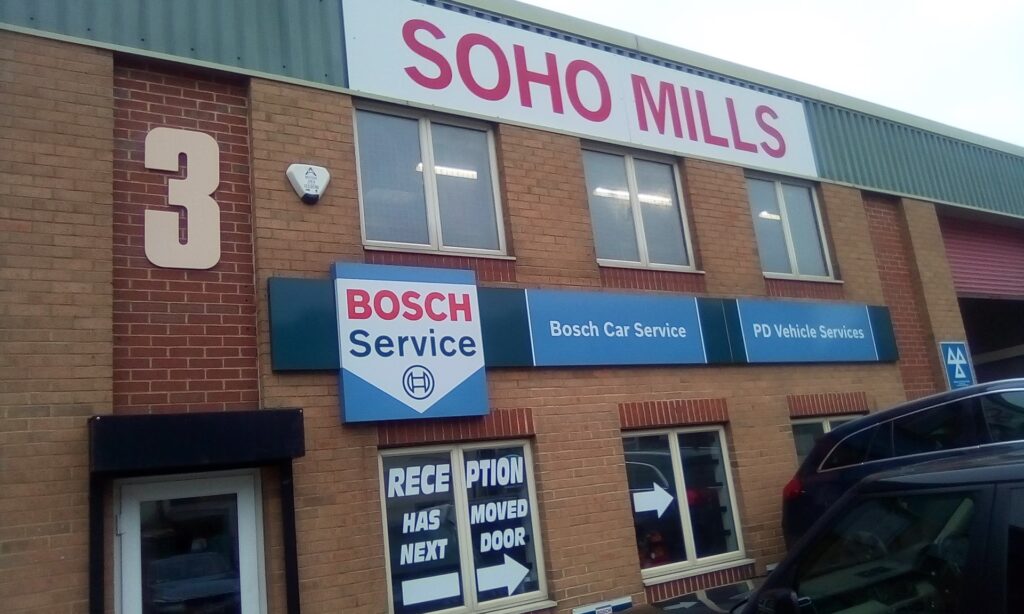 SOHO MILLS
3
BOSCH
Service
Bosch Car Service
PD Vehicle Services
RECEPTION
HAS MOVED
NEXT DOOR